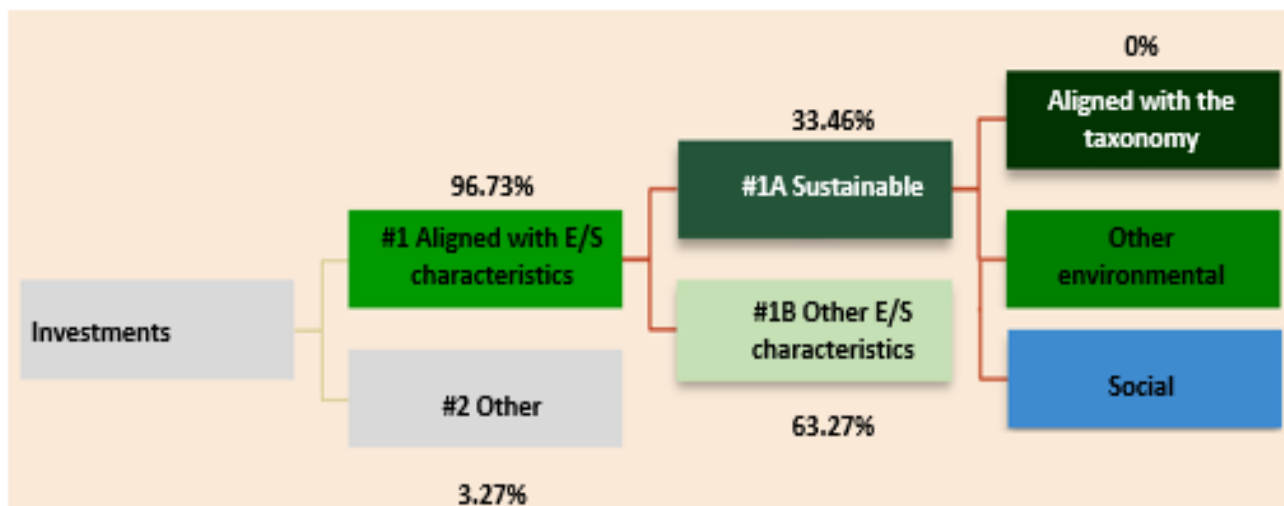 0%
Aligned with the
taxonomy
33.46%
#1A Sustainable
96.73%
#1 Aligned with E/S
characteristics
Other
environmental
Investments
#1B Other E/S
characteristics
#2 Other
Social
63.27%
3.27%